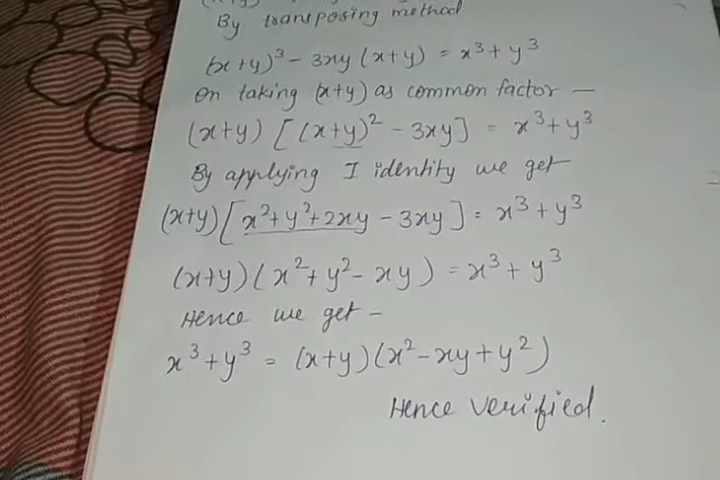 By transposing method
(x+y)³ - 3xy (x+y) = x³ + y³
On taking (x+y) as common factor —
(x+y) [(x+y)² - 3xy] = x³ + y³
By applying I identity we get
(x+y) [x² + y² + 2xy - 3xy] = x³ + y³
(x+y) (x² + y² - xy) = x³ + y³
Hence we get -
x³ + y³ = (x+y) (x² - xy + y²)
Hence Verified.